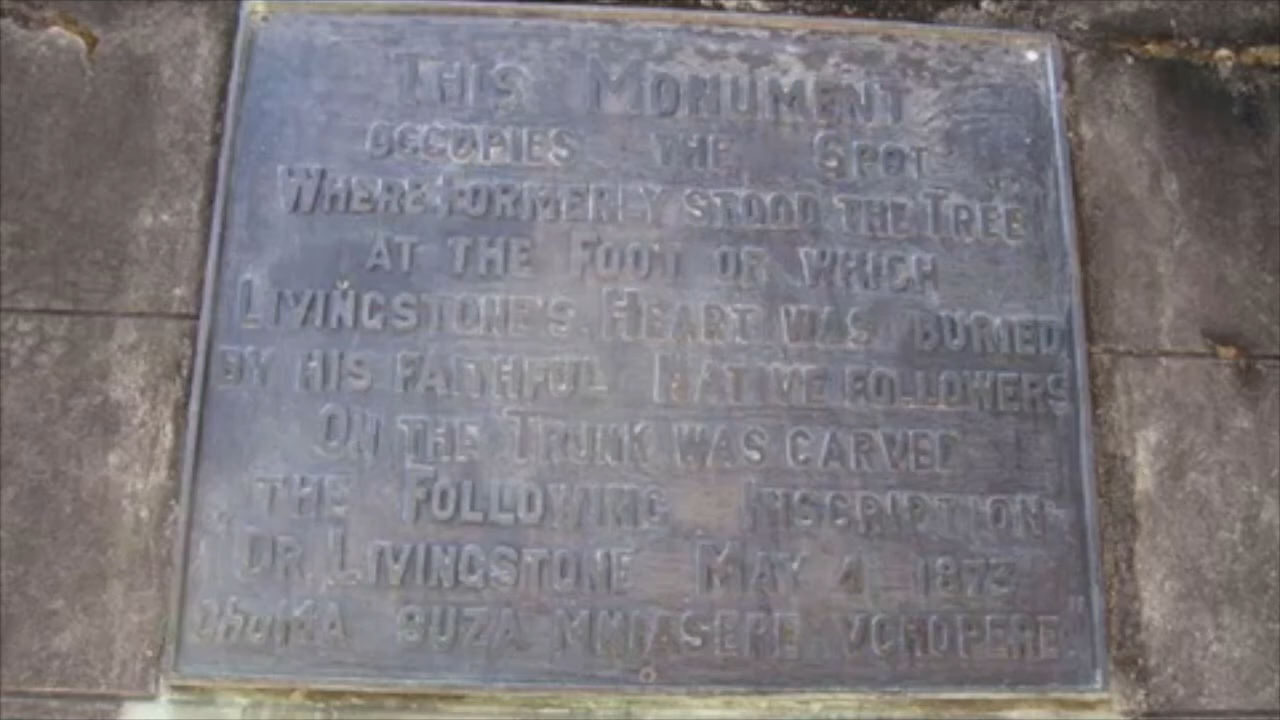 THIS MONUMENT
OCCUPIES THE SPOT
WHERE FORMERLY STOOD THE TREE
AT THE FOOT OF WHICH
LIVINGSTONE'S HEART WAS BURIED
BY HIS FAITHFUL NATIVE FOLLOWERS
ON THE TRUNK WAS CARVED
THE FOLLOWING INSCRIPTION
"DR. LIVINGSTONE MAY 4 1873
chuMA SUZA MNIASERE VCHOPERE."